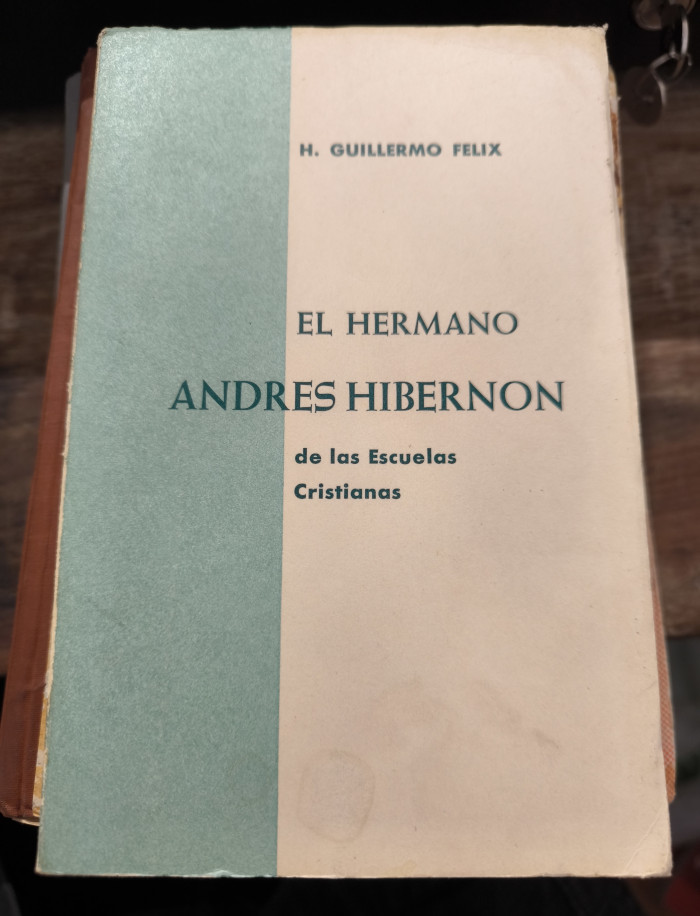 H. GUILLERMO FELIX
EL HERMANO
ANDRES HIBERNON
de las Escuelas
Cristianas